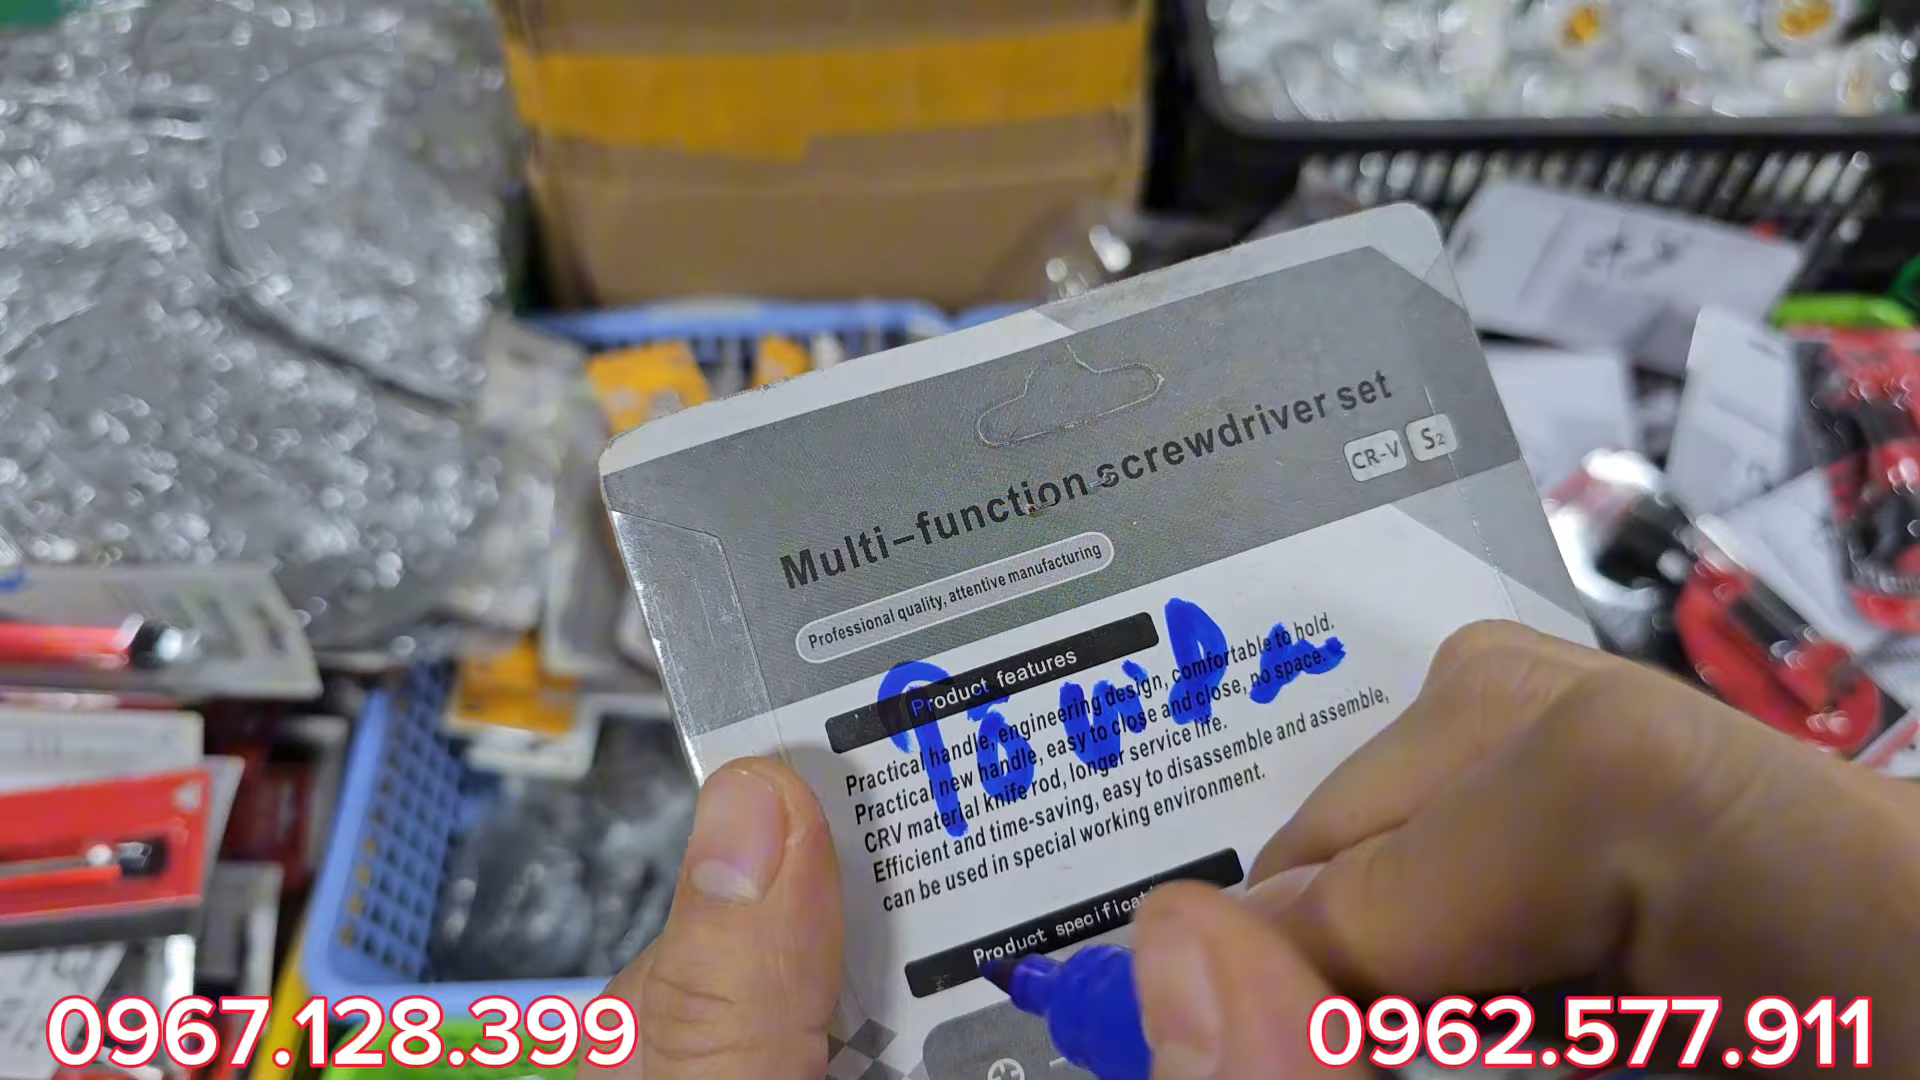 Multi-function screwdriver set
CR-V S2
Professional quality, attentive manufacturing
Product features
Practical handle, engineering design, comfortable to hold.
Practical new handle, easy to close and close, no space.
CRV material knife rod, longer service life.
Efficient and time-saving, easy to disassemble and assemble,
can be used in special working environment.
0967.128.399
0962.577.911